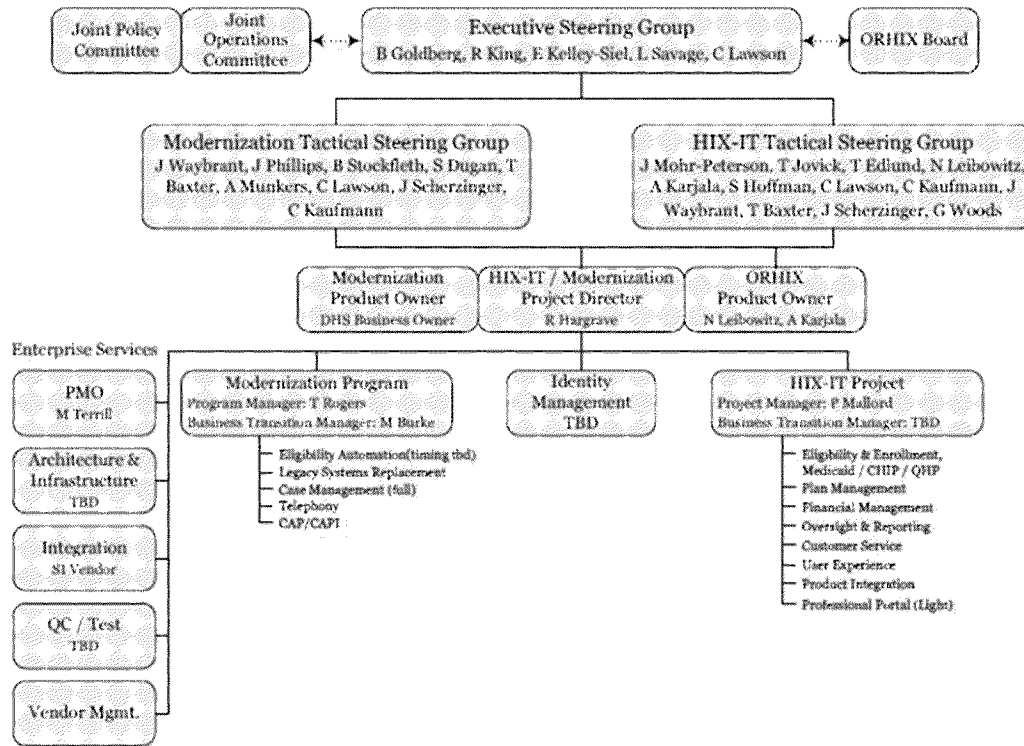 Joint Policy
Committee
Joint
Operations
Committee
Executive Steering Group
B Goldberg, R King, E Kelley-Siel, L Savage, C Lawson
ORHIX Board
Modernization Tactical Steering Group
J Waybrant, J Phillips, B Stockfleth, S Dugan, T
Baxter, A Munkers, C Lawson, J Scherzinger,
C Kaufmann
HIX-IT Tactical Steering Group
J Mohr-Peterson, T Jovick, T Edlund, N Leibowitz,
A Karjala, S Hoffman, C Lawson, C Kaufmann, J
Waybrant, T Baxter, J Scherzinger, G Woods
Modernization
Product Owner
DHS Business Owner
HIX-IT / Modernization
Project Director
R Hargrave
ORHIX
Product Owner
N Leibowitz, A Karjala
Enterprise Services
PMO
M Terrill
Architecture &
Infrastructure
TBD
Integration
SI Vendor
QC / Test
TBD
Vendor Mgmt.
Modernization Program
Program Manager: T Rogers
Business Transition Manager: M Burke
Eligibility Automation(timing tbd)
Legacy Systems Replacement
Case Management (full)
Telephony
CAP/CAPI
Identity
Management
TBD
HIX-IT Project
Project Manager: P Mallord
Business Transition Manager: TBD
Eligibility & Enrollment,
Medicaid / CHIP / QHP
Plan Management
Financial Management
Oversight & Reporting
Customer Service
User Experience
Product Integration
Professional Portal (Light)